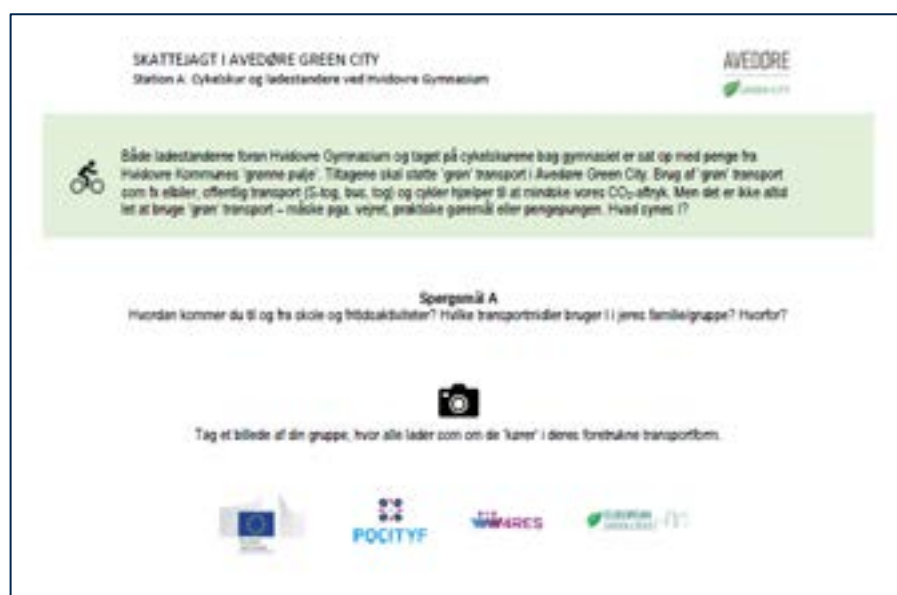 SKATTEJAGT I AVEDØRE GREEN CITY
Station A: Cykelskur og ladestandere ved Hvidovre Gymnasium
AVEDØRE
GREEN CITY
Både ladestanderne foran Hvidovre Gymnasium og taget på cykelskurene bag gymnasiet er sat op med penge fra
Hvidovre Kommunes 'grønne pulje'. Tiltagene skal støtte 'grøn' transport i Avedøre Green City. Brug af 'grøn' transport
som fx elbiler, offentlig transport (S-tog, bus, tog) og cykler hjælper til at mindske vores CO₂-aftryk. Men det er ikke altid
let at bruge 'grøn' transport – måske pga. vejret, praktiske gøremål eller pengepungen. Hvad synes I?
Spørgsmål A
Hvordan kommer du til og fra skole og fritidsaktiviteter? Hvilke transportmidler bruger I i jeres familie/gruppe? Hvorfor?
Tag et billede af din gruppe, hvor alle lader som om de 'kører' i deres foretrukne transportform.
POCITYF
W4RES
EUROPEAN